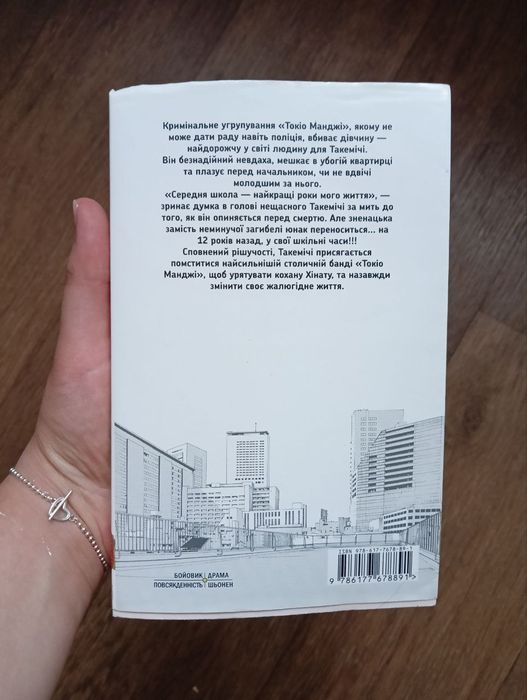 Кримінальне угрупування «Токіо Манджі», якому не
може дати раду навіть поліція, вбиває дівчину —
найдорожчу у світі людину для Такемічі.
Він безнадійний невдаха, мешкає в убогій квартирці
та плазує перед начальником, чи не вдвічі
молодшим за нього.
«Середня школа — найкращі роки мого життя», —
зринає думка в голові нещасного Такемічі за мить до
того, як він опиняється перед смертю. Але зненацька
замість неминучої загибелі юнак переноситься... на
12 років назад, у свої шкільні часи!!!
Сповнений рішучості, Такемічі присягається
помститися найсильнішій столичній банді «Токіо
Манджі», щоб урятувати кохану Хінату, та назавжди
змінити своє жалюгідне життя.
БОЙОВИК ДРАМА
ПОВСЯКДЕННІСТЬ ШЬОНЕН
ISBN 978-617-7678-89-1
9 786177 678891 >